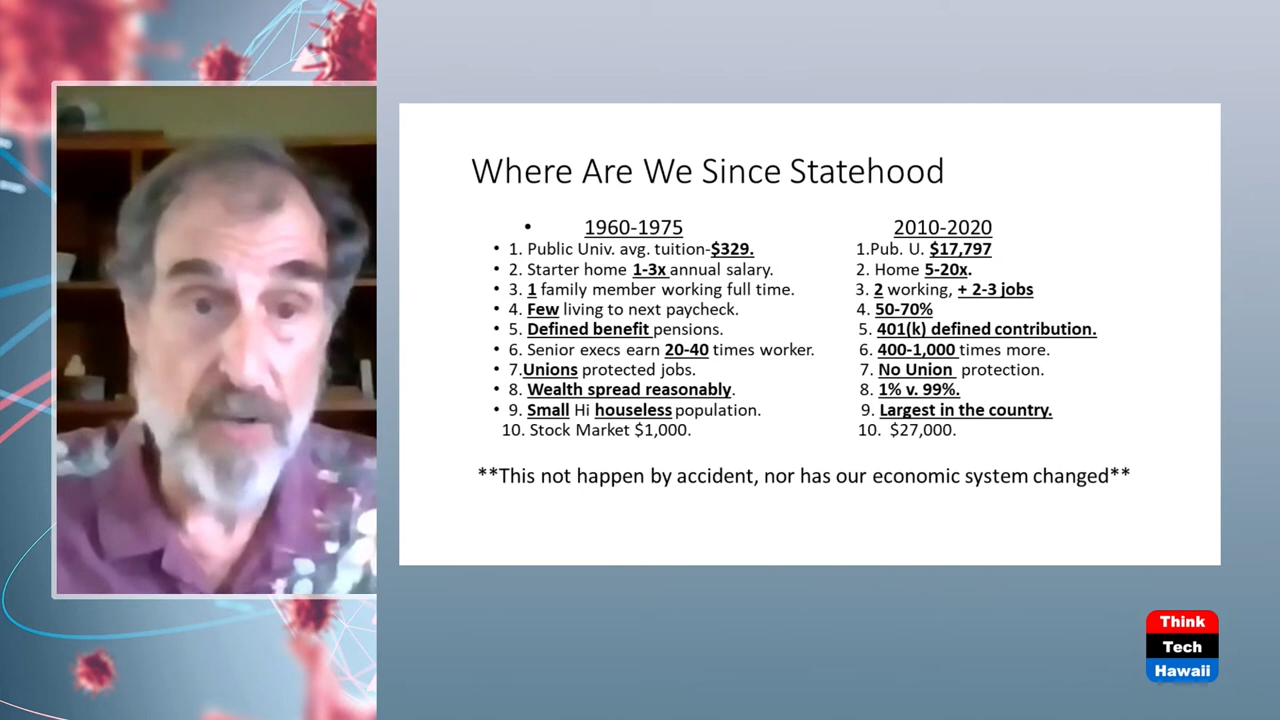 Where Are We Since Statehood
• 1960-1975
• 1. Public Univ. avg. tuition-$329.
• 2. Starter home 1-3x annual salary.
• 3. 1 family member working full time.
• 4. Few living to next paycheck.
• 5. Defined benefit pensions.
• 6. Senior execs earn 20-40 times worker.
• 7.Unions protected jobs.
• 8. Wealth spread reasonably.
• 9. Small Hi houseless population.
10. Stock Market $1,000.
2010-2020
1.Pub. U. $17,797
2. Home 5-20x.
3. 2 working, + 2-3 jobs
4. 50-70%
5. 401(k) defined contribution.
6. 400-1,000 times more.
7. No Union protection.
8. 1% v. 99%.
9. Largest in the country.
10. $27,000.
**This not happen by accident, nor has our economic system changed**
Think
Tech
Hawaii